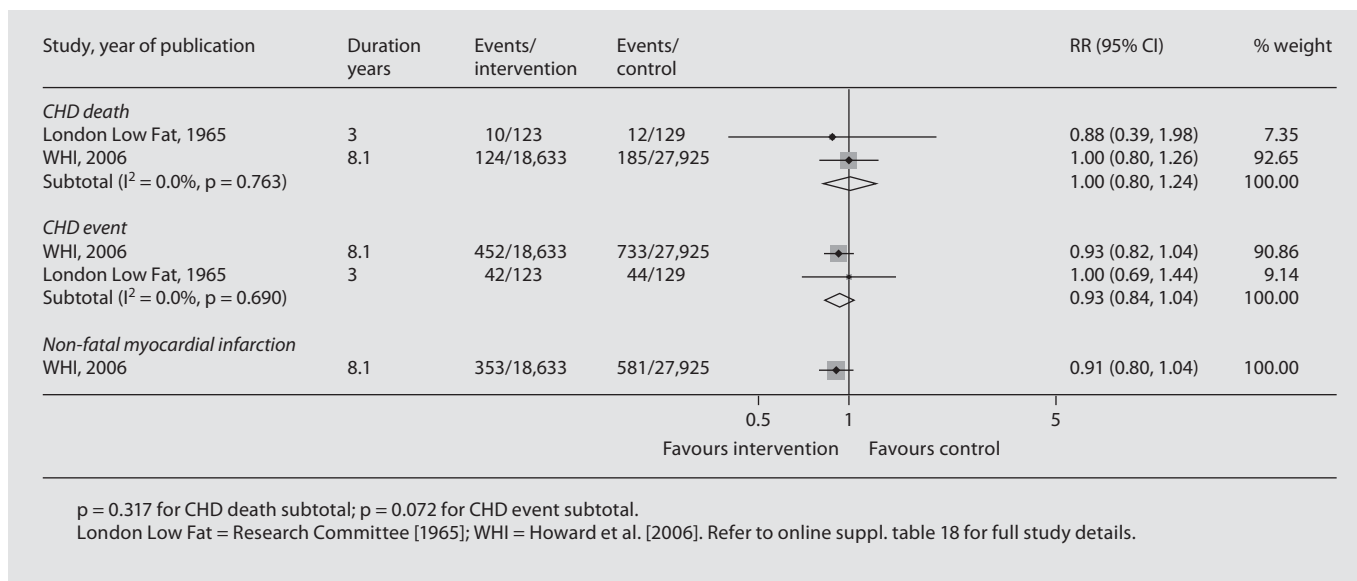 Study, year of publication Duration years Events/intervention Events/control RR (95% CI) % weight
CHD death
London Low Fat, 1965 3 10/123 12/129 0.88 (0.39, 1.98) 7.35
WHI, 2006 8.1 124/18,633 185/27,925 1.00 (0.80, 1.26) 92.65
Subtotal (I² = 0.0%, p = 0.763) 1.00 (0.80, 1.24) 100.00
CHD event
WHI, 2006 8.1 452/18,633 733/27,925 0.93 (0.82, 1.04) 90.86
London Low Fat, 1965 3 42/123 44/129 1.00 (0.69, 1.44) 9.14
Subtotal (I² = 0.0%, p = 0.690) 0.93 (0.84, 1.04) 100.00
Non-fatal myocardial infarction
WHI, 2006 8.1 353/18,633 581/27,925 0.91 (0.80, 1.04) 100.00
0.5 1 5
Favours intervention Favours control
p = 0.317 for CHD death subtotal; p = 0.072 for CHD event subtotal.
London Low Fat = Research Committee [1965]; WHI = Howard et al. [2006]. Refer to online suppl. table 18 for full study details.